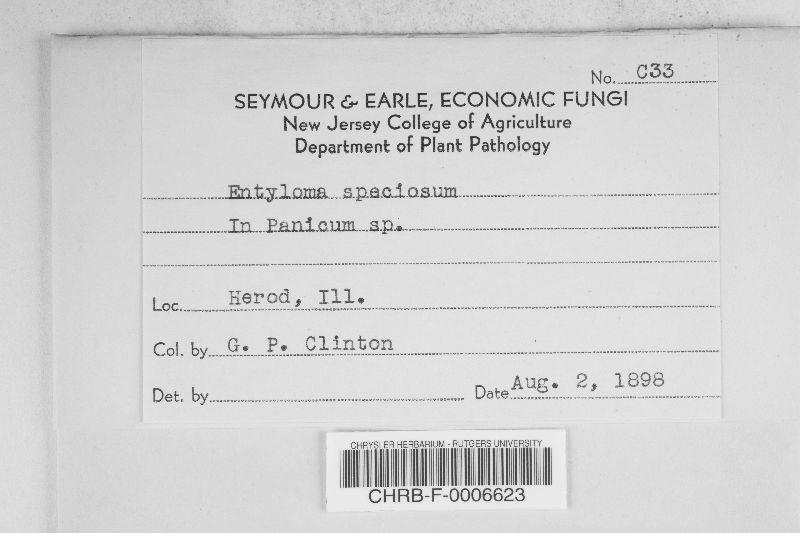 No. C33
SEYMOUR & EARLE, ECONOMIC FUNGI
New Jersey College of Agriculture
Department of Plant Pathology
Entyloma speciosum
In Panicum sp.
Loc. Herod, Ill.
Col. by G. P. Clinton
Det. by Date Aug. 2, 1898
CHRYSLER HERBARIUM - RUTGERS UNIVERSITY
CHRB-F-0006623